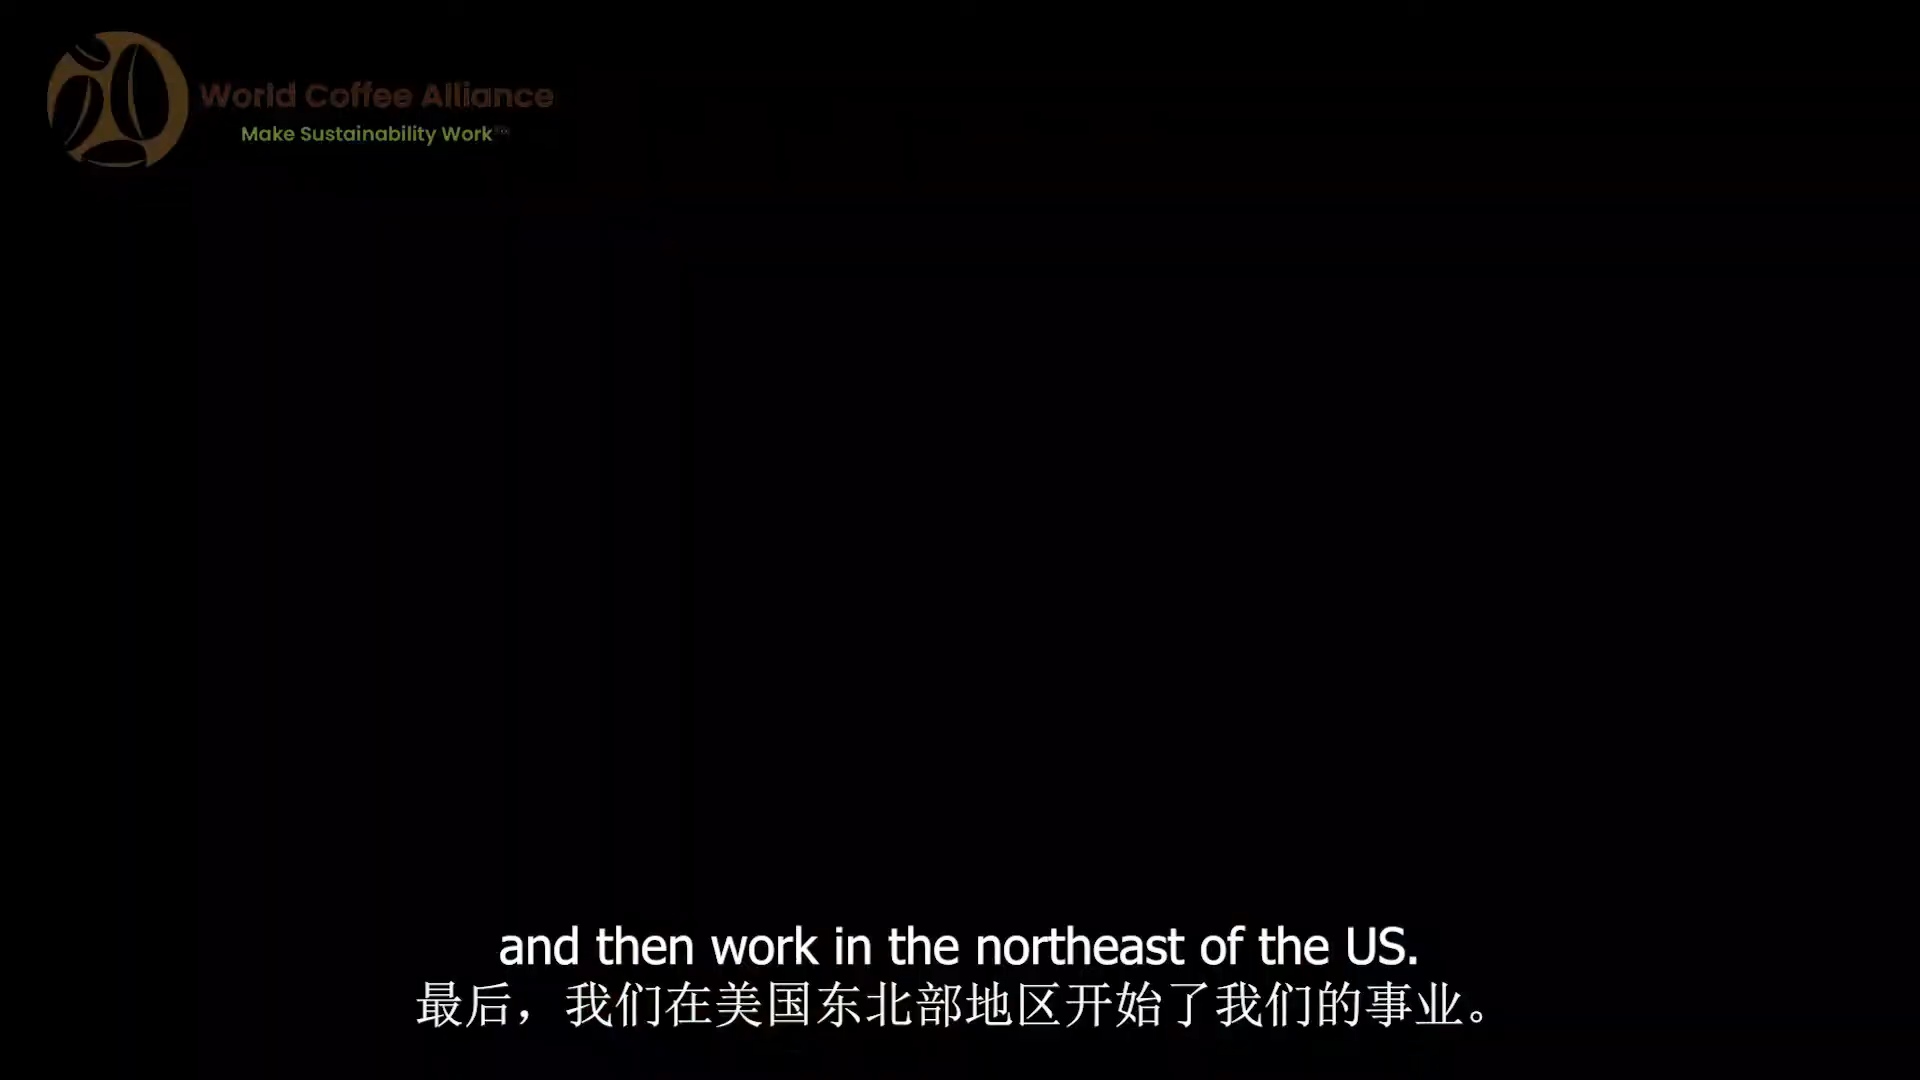 World Coffee Alliance
Make Sustainability Work™
and then work in the northeast of the US.
最后，我们在美国东北部地区开始了我们的事业。